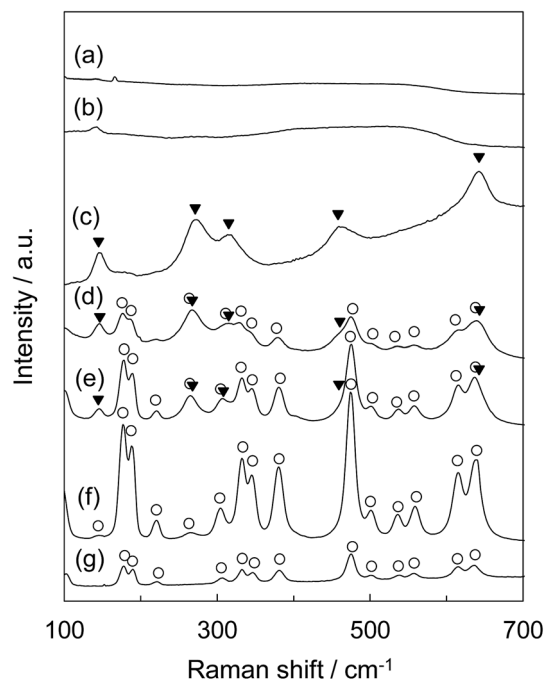 (a)
(b)
(c)
(d)
(e)
(f)
(g)
Intensity / a.u.
100 300 500 700
Raman shift / cm⁻¹